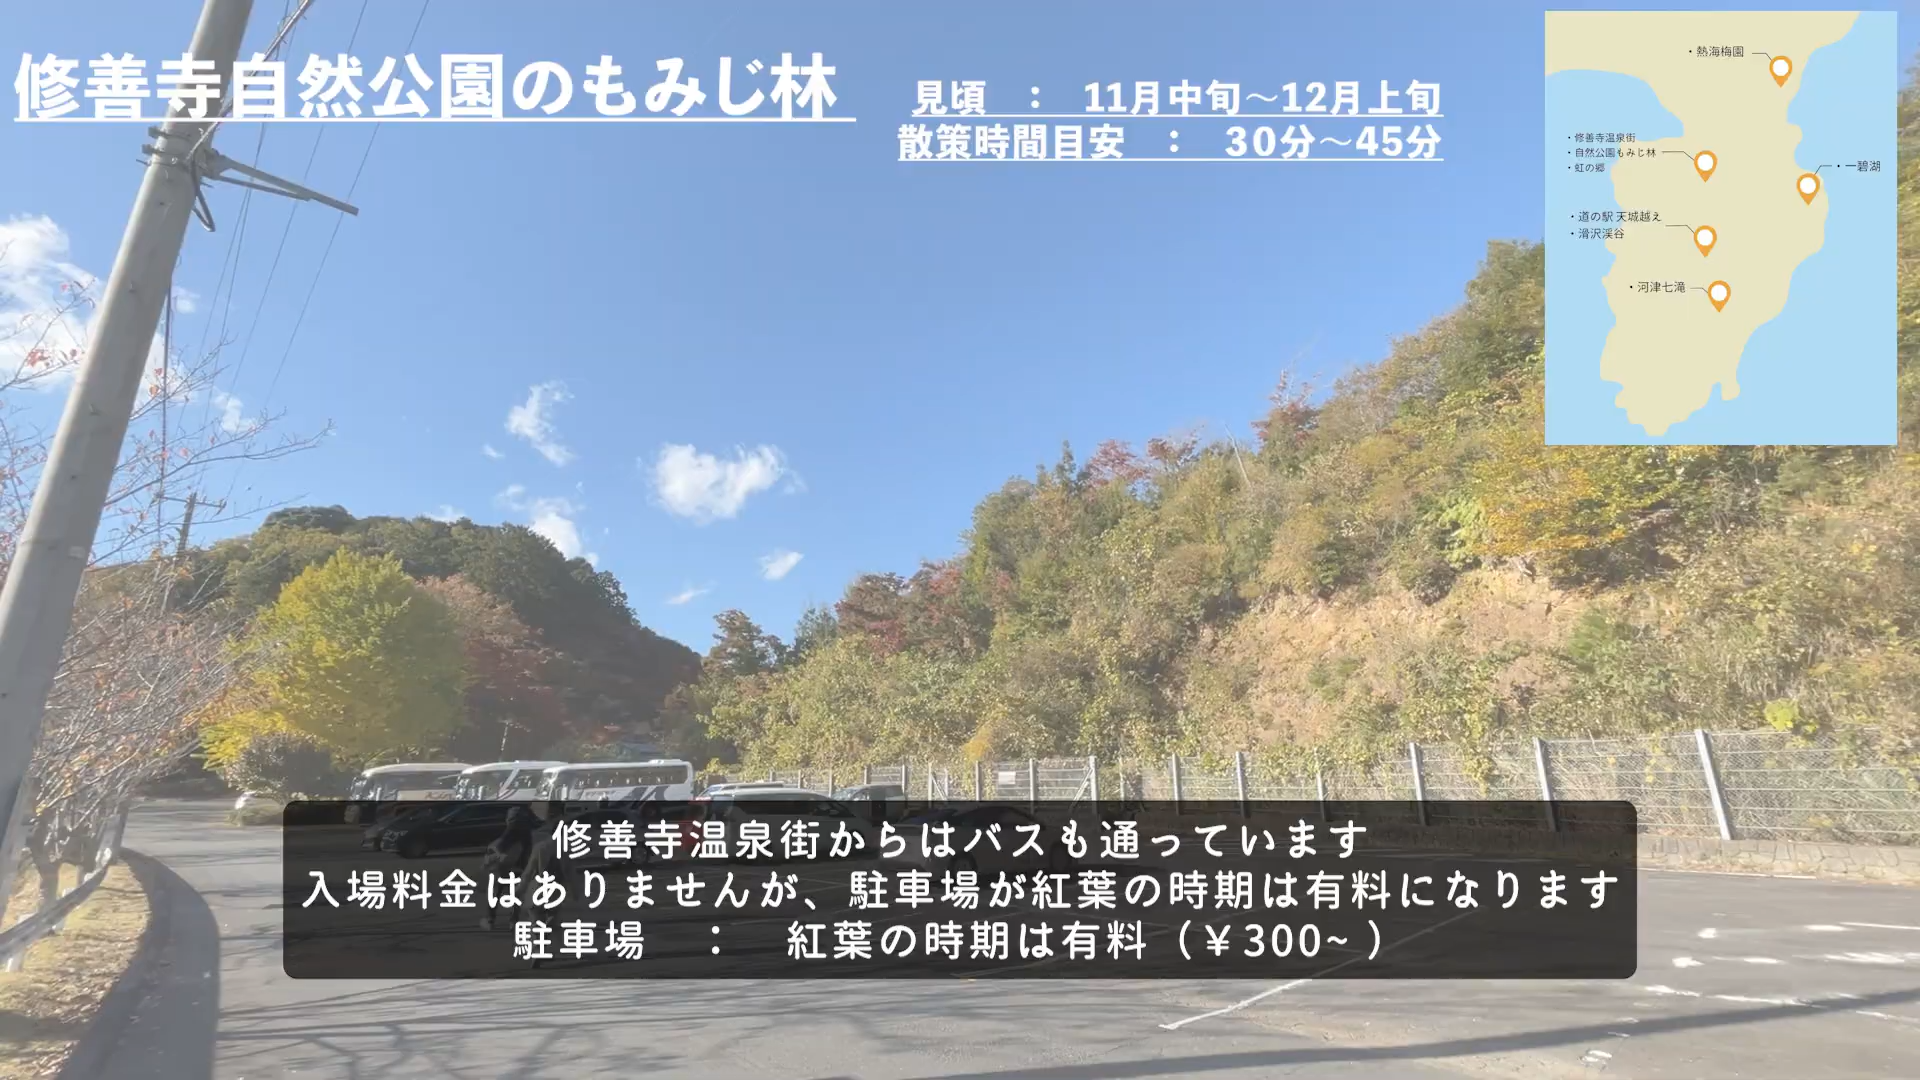 修善寺自然公園のもみじ林
見頃　：　11月中旬～12月上旬
散策時間目安　：　30分～45分
・熱海梅園
・修善寺温泉街
・自然公園もみじ林
・虹の郷
・一碧湖
・道の駅 天城越え
・滑沢渓谷
・河津七滝
修善寺温泉街からはバスも通っています
入場料金はありませんが、駐車場が紅葉の時期は有料になります
駐車場　：　紅葉の時期は有料（￥300~ ）